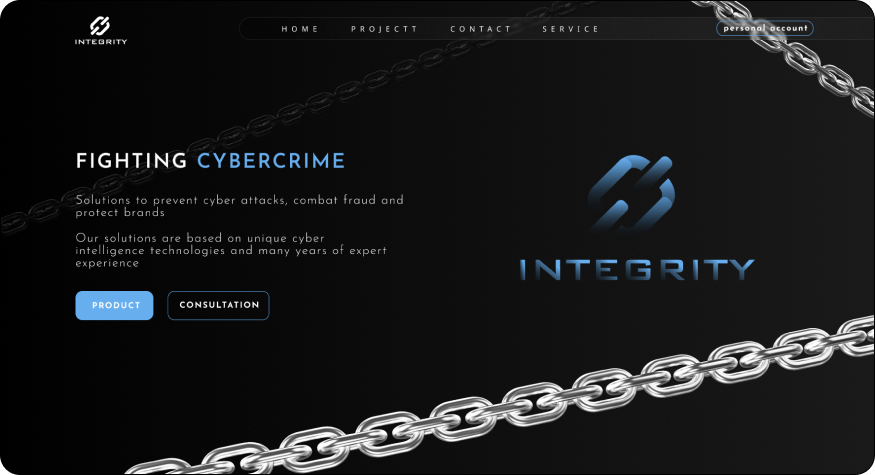 INTEGRITY
HOME PROJECTT CONTACT SERVICE
personal account
FIGHTING CYBERCRIME
Solutions to prevent cyber attacks, combat fraud and
protect brands
Our solutions are based on unique cyber
intelligence technologies and many years of expert
experience
PRODUCT
CONSULTATION
INTEGRITY